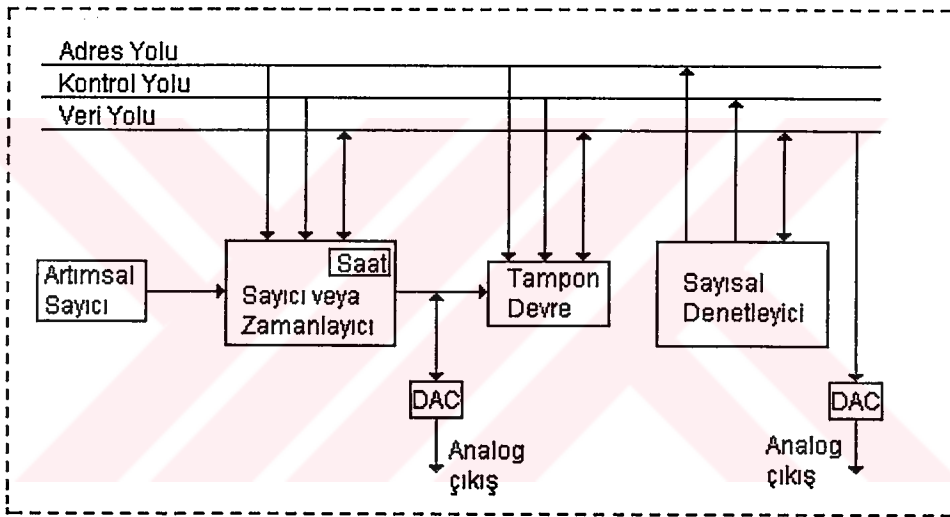 Adres Yolu
Kontrol Yolu
Veri Yolu
Artımsal
Sayıcı
Saat
Sayıcı veya
Zamanlayıcı
Tampon
Devre
Sayısal
Denetleyici
DAC
Analog
çıkış
DAC
Analog
çıkış